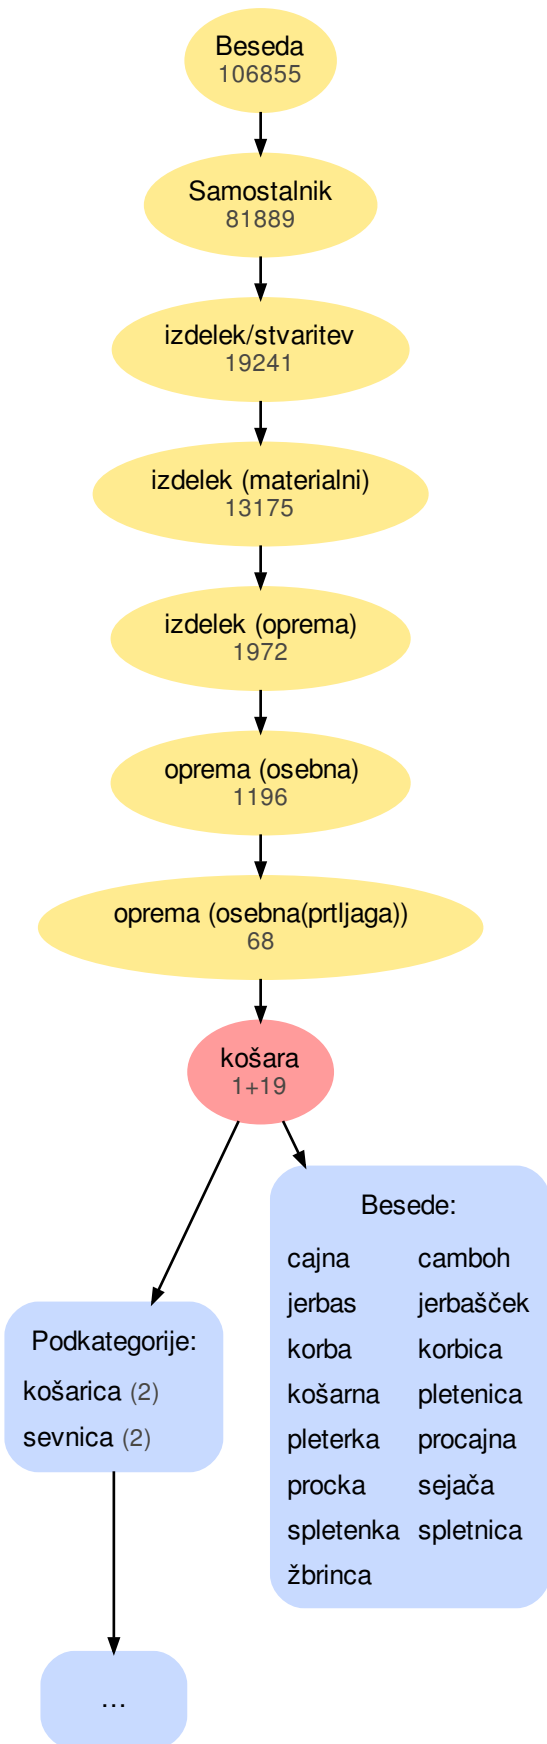 Beseda
106855
Samostalnik
81889
izdelek/stvaritev
19241
izdelek (materialni)
13175
izdelek (oprema)
1972
oprema (osebna)
1196
oprema (osebna(prtljaga))
68
košara
1+19
Besede:
cajna camboh
jerbas jerbašček
korba korbica
košarna pletenica
pleterka procajna
procka sejača
spletenka spletnica
žbrinca
Podkategorije:
košarica (2)
sevnica (2)
...